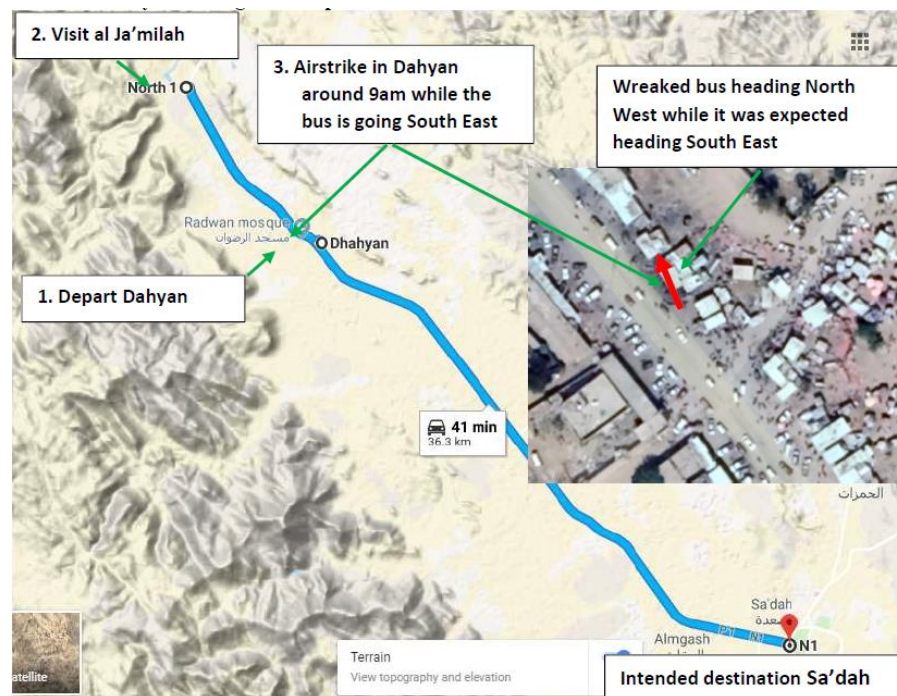 2. Visit al Ja’milah
North 1
3. Airstrike in Dahyan
around 9am while the
bus is going South East
Wreaked bus heading North
West while it was expected
heading South East
Radwan mosque
مسجد الرضوان
Dhahyan
1. Depart Dahyan
41 min
36.3 km
الحمزات
Sa'dah
صعدة
Almgash
N1
N1
Terrain
View topography and elevation
atellite
Intended destination Sa’dah